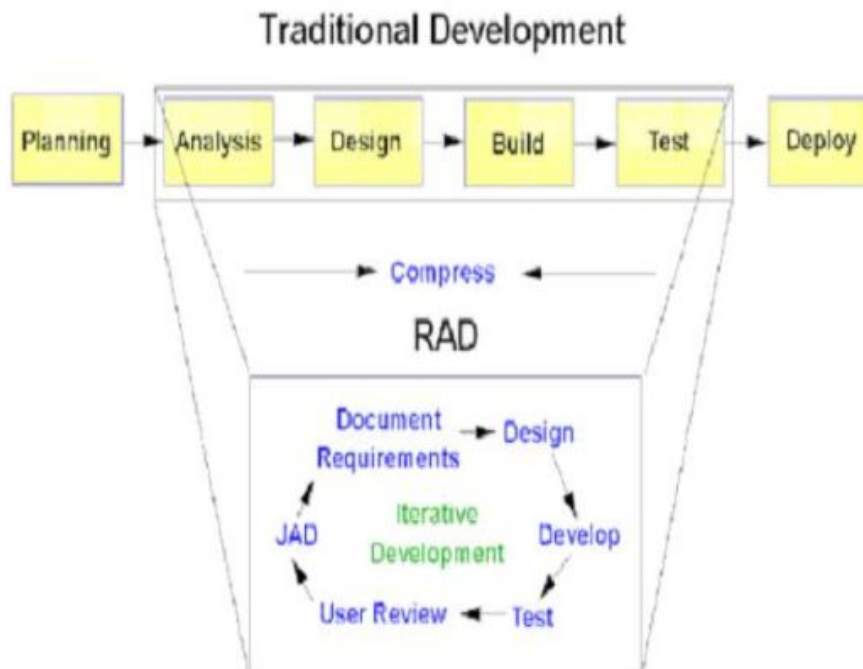 Traditional Development
Planning Analysis Design Build Test Deploy
Compress
RAD
Document
Requirements
Design
Iterative
Development
JAD
Develop
User Review
Test